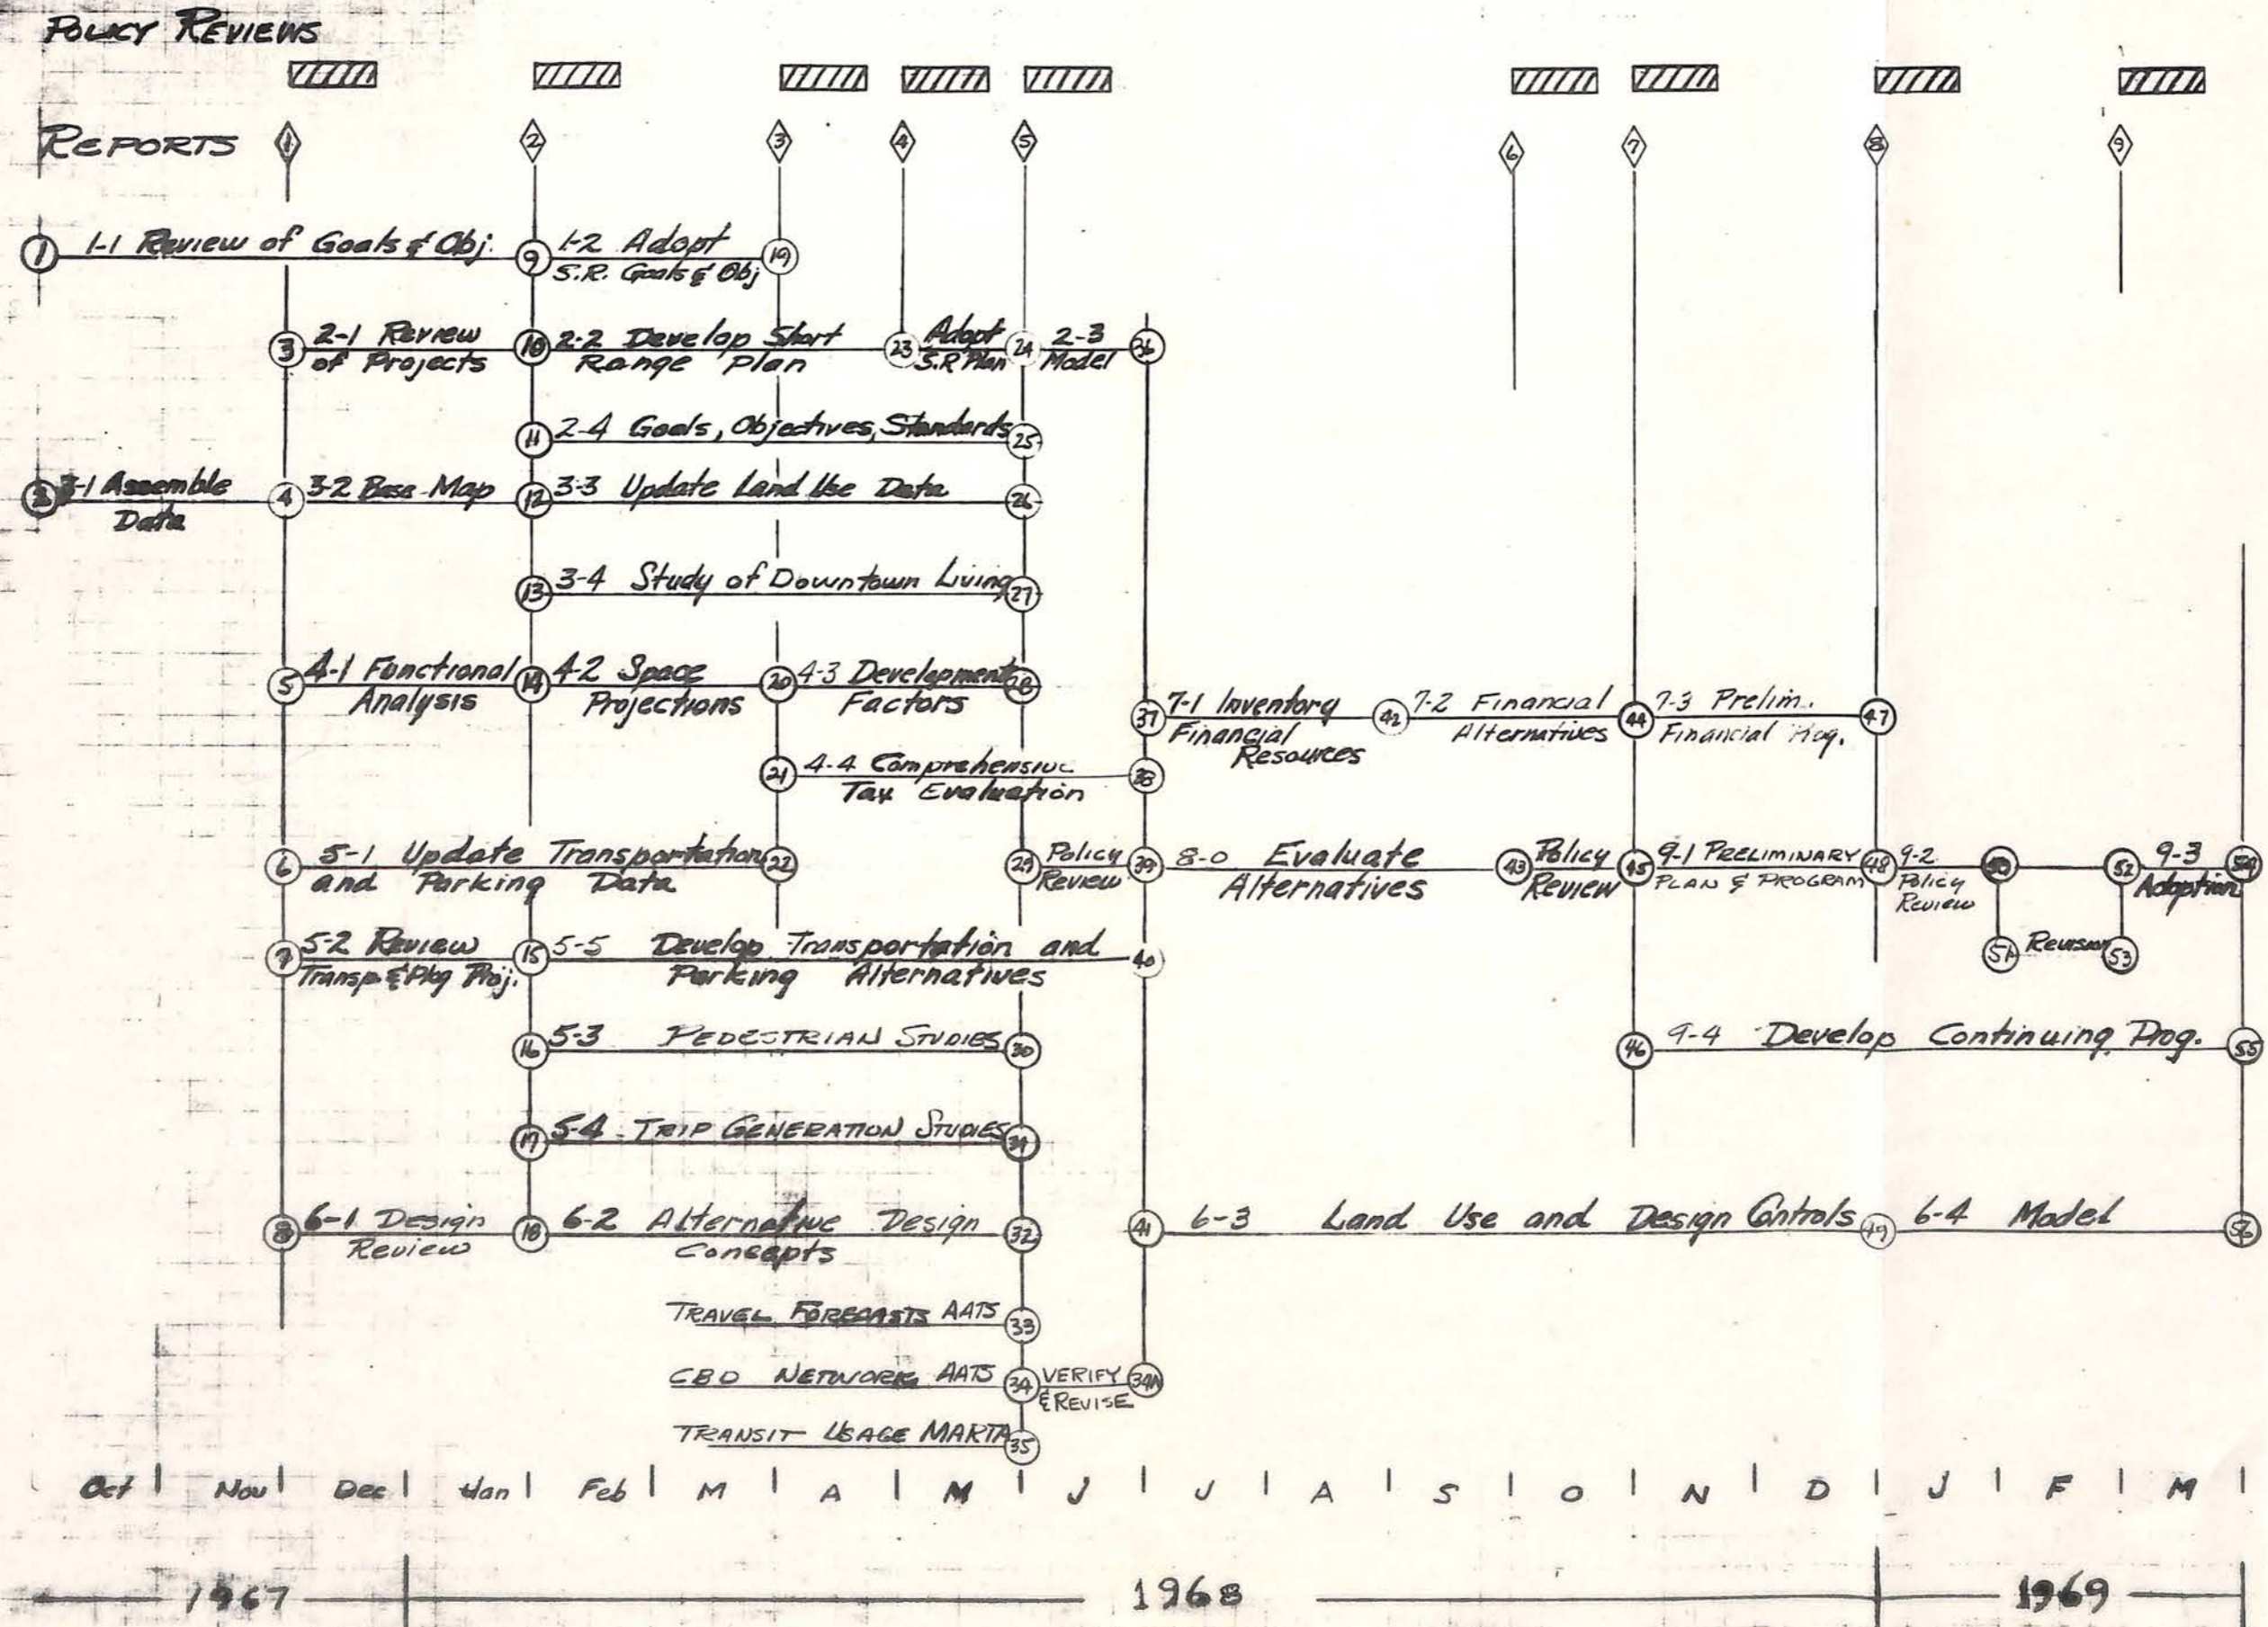 POLICY REVIEWS
REPORTS
1
2
3
4
5
6
7
8
9
1 1-1 Review of Goals & Obj. 9 1-2 Adopt 19
S.R. Goals & Obj
3 2-1 Review 10 2-2 Develop Short 23 Adopt 24 2-3 36
of Projects Range Plan S.R Plan Model
11 2-4 Goals, Objectives, Standards 25
2 3-1 Assemble 4 3-2 Base Map 12 3-3 Update Land Use Data 26
Data
13 3-4 Study of Downtown Living 27
5 4-1 Functional 14 4-2 Space 20 4-3 Development 28
Analysis Projections Factors
37 7-1 Inventory 42 7-2 Financial 44 7-3 Prelim. 47
Financial Alternatives Financial Prog.
Resources
21 4-4 Comprehensive 38
Tax Evaluation
6 5-1 Update Transportation 22 29 Policy 39 8-0 Evaluate 43 Policy 45 9-1 PRELIMINARY 48 9-2 50 52 9-3 54
and Parking Data Review Alternatives Review PLAN & PROGRAM Policy Adoption
Review
7 5-2 Review 15 5-5 Develop Transportation and 40 51 Revision 53
Transp. & Pkg Proj. Parking Alternatives
16 5-3 PEDESTRIAN STUDIES 30 46 9-4 Develop Continuing Prog. 55
17 5-4 TRIP GENERATION STUDIES 31
8 6-1 Design 18 6-2 Alternative Design 32 41 6-3 Land Use and Design Controls 49 6-4 Model 56
Review Concepts
TRAVEL FORECASTS AATS 33
CBD NETWORK AATS 34 VERIFY 34A
& REVISE
TRANSIT USAGE MARTA 35
Oct Nov Dec Jan Feb M A M J J A S O N D J F M
1967 1968 1969